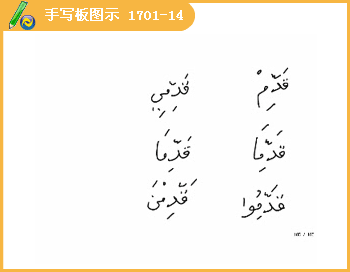 手写板图示 1701-14
قَدِّمْ قَدِّمِي
قَدِّمَا قَدِّمَا
قَدِّمُوا قَدِّمْنَ